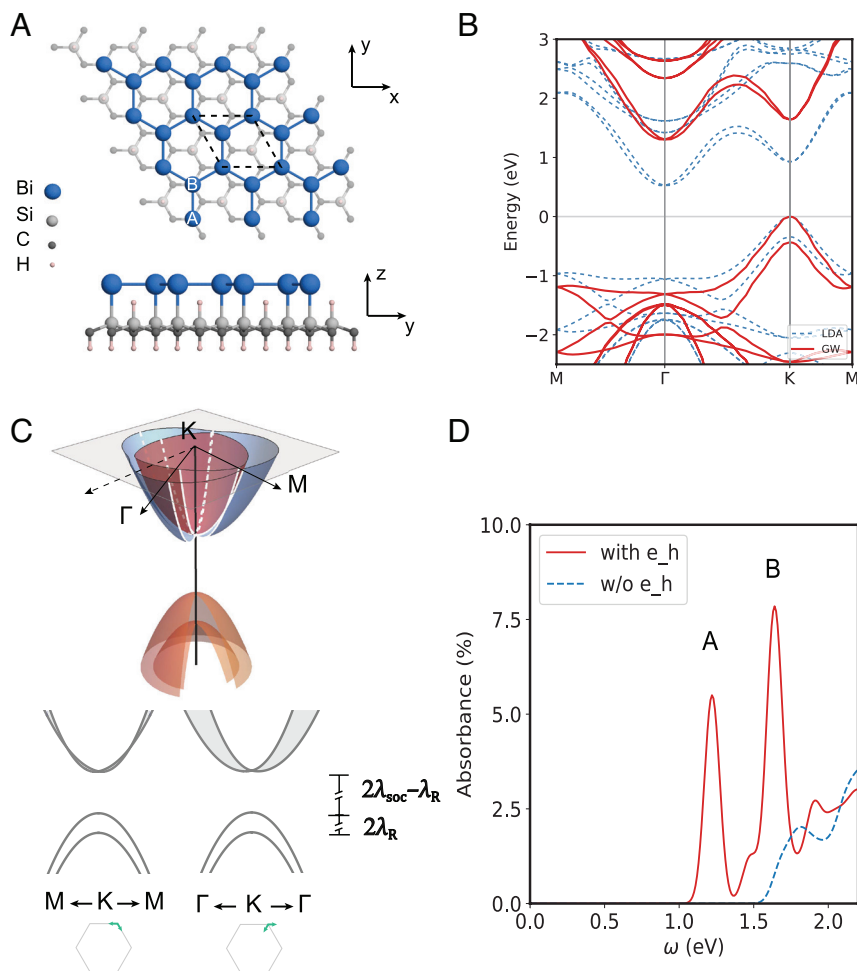 A
y
x
Bi
Si
C
H
B
A
z
y
B
Energy (eV)
3
2
1
0
−1
−2
M
Γ
K
M
LDA
GW
C
K
M
Γ
2λsoc−λR
2λR
M ← K → M
Γ ← K → Γ
D
Absorbance (%)
10.0
7.5
5.0
2.5
0.0
with e_h
w/o e_h
A
B
0.0
0.5
1.0
1.5
2.0
ω (eV)